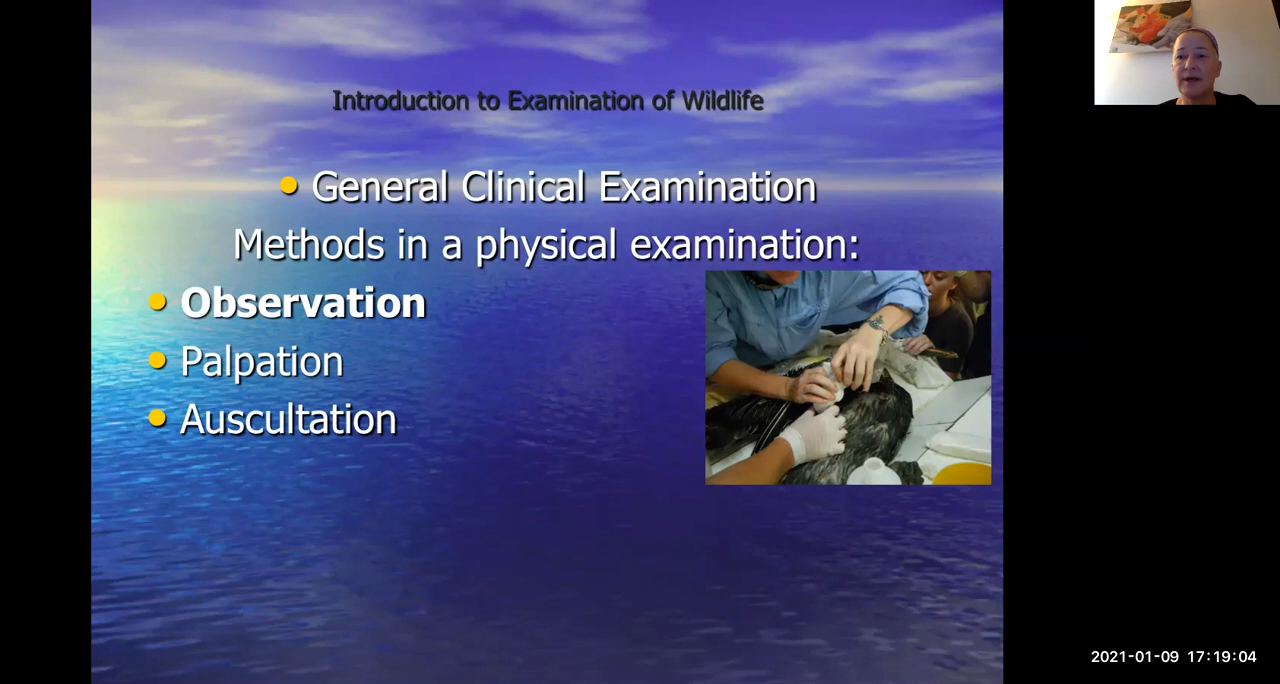 Introduction to Examination of Wildlife
• General Clinical Examination
Methods in a physical examination:
• Observation
• Palpation
• Auscultation
2021-01-09 17:19:04